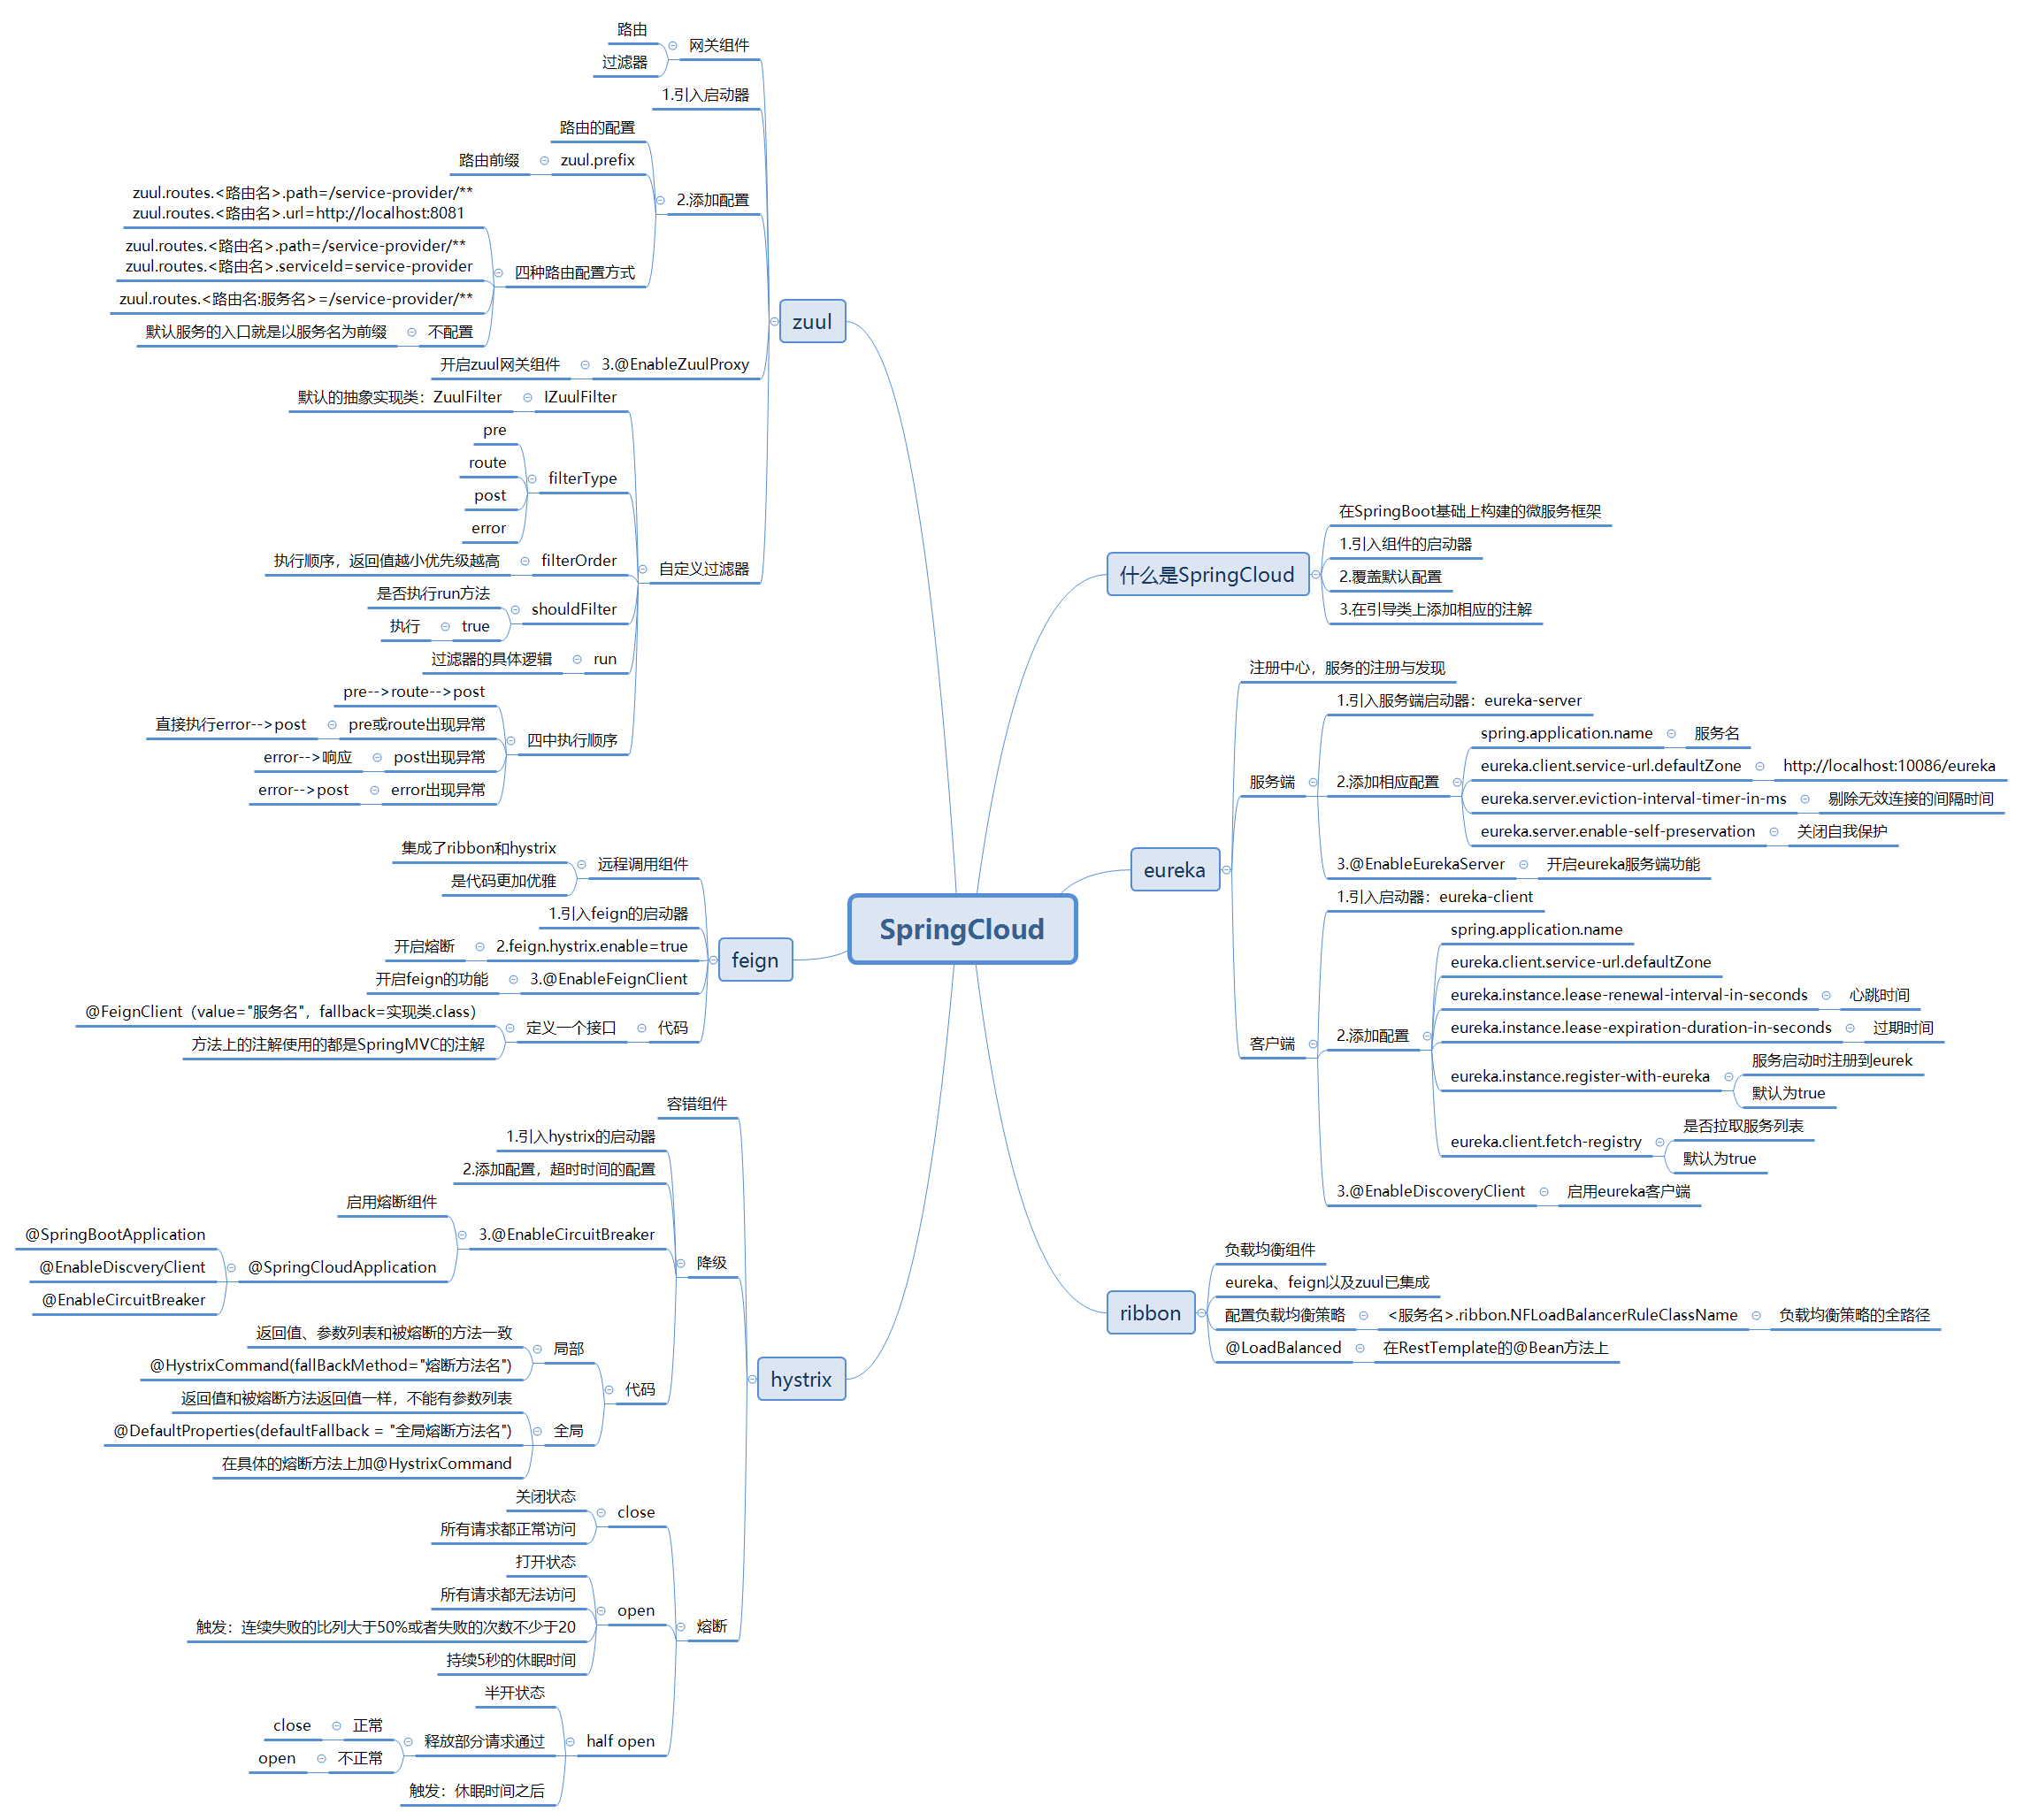 SpringCloud
什么是SpringCloud
在SpringBoot基础上构建的微服务框架
1.引入组件的启动器
2.覆盖默认配置
3.在引导类上添加相应的注解
eureka
注册中心，服务的注册与发现
服务端
1.引入服务端启动器：eureka-server
2.添加相应配置
spring.application.name
服务名
eureka.client.service-url.defaultZone
http://localhost:10086/eureka
eureka.server.eviction-interval-timer-in-ms
剔除无效连接的间隔时间
eureka.server.enable-self-preservation
关闭自我保护
3.@EnableEurekaServer
开启eureka服务端功能
客户端
1.引入启动器：eureka-client
2.添加配置
spring.application.name
eureka.client.service-url.defaultZone
eureka.instance.lease-renewal-interval-in-seconds
心跳时间
eureka.instance.lease-expiration-duration-in-seconds
过期时间
eureka.instance.register-with-eureka
服务启动时注册到eurek
默认为true
eureka.client.fetch-registry
是否拉取服务列表
默认为true
3.@EnableDiscoveryClient
启用eureka客户端
ribbon
负载均衡组件
eureka、feign以及zuul已集成
配置负载均衡策略
<服务名>.ribbon.NFLoadBalancerRuleClassName
负载均衡策略的全路径
@LoadBalanced
在RestTemplate的@Bean方法上
zuul
网关组件
路由
过滤器
1.引入启动器
2.添加配置
路由的配置
zuul.prefix
路由前缀
四种路由配置方式
zuul.routes.<路由名>.path=/service-provider/**
zuul.routes.<路由名>.url=http://localhost:8081
zuul.routes.<路由名>.path=/service-provider/**
zuul.routes.<路由名>.serviceId=service-provider
zuul.routes.<路由名:服务名>=/service-provider/**
不配置
默认服务的入口就是以服务名为前缀
3.@EnableZuulProxy
开启zuul网关组件
自定义过滤器
IZuulFilter
默认的抽象实现类：ZuulFilter
filterType
pre
route
post
error
filterOrder
执行顺序，返回值越小优先级越高
shouldFilter
是否执行run方法
true
执行
run
过滤器的具体逻辑
四中执行顺序
pre-->route-->post
pre或route出现异常
直接执行error-->post
post出现异常
error-->响应
error出现异常
error-->post
feign
远程调用组件
集成了ribbon和hystrix
是代码更加优雅
1.引入feign的启动器
2.feign.hystrix.enable=true
开启熔断
3.@EnableFeignClient
开启feign的功能
代码
定义一个接口
@FeignClient（value="服务名"，fallback=实现类.class）
方法上的注解使用的都是SpringMVC的注解
hystrix
容错组件
降级
1.引入hystrix的启动器
2.添加配置，超时时间的配置
3.@EnableCircuitBreaker
启用熔断组件
@SpringCloudApplication
@SpringBootApplication
@EnableDiscveryClient
@EnableCircuitBreaker
代码
局部
返回值、参数列表和被熔断的方法一致
@HystrixCommand(fallBackMethod="熔断方法名")
全局
返回值和被熔断方法返回值一样，不能有参数列表
@DefaultProperties(defaultFallback = "全局熔断方法名")
在具体的熔断方法上加@HystrixCommand
熔断
close
关闭状态
所有请求都正常访问
open
打开状态
所有请求都无法访问
触发：连续失败的比列大于50%或者失败的次数不少于20
持续5秒的休眠时间
half open
半开状态
释放部分请求通过
正常
close
不正常
open
触发：休眠时间之后